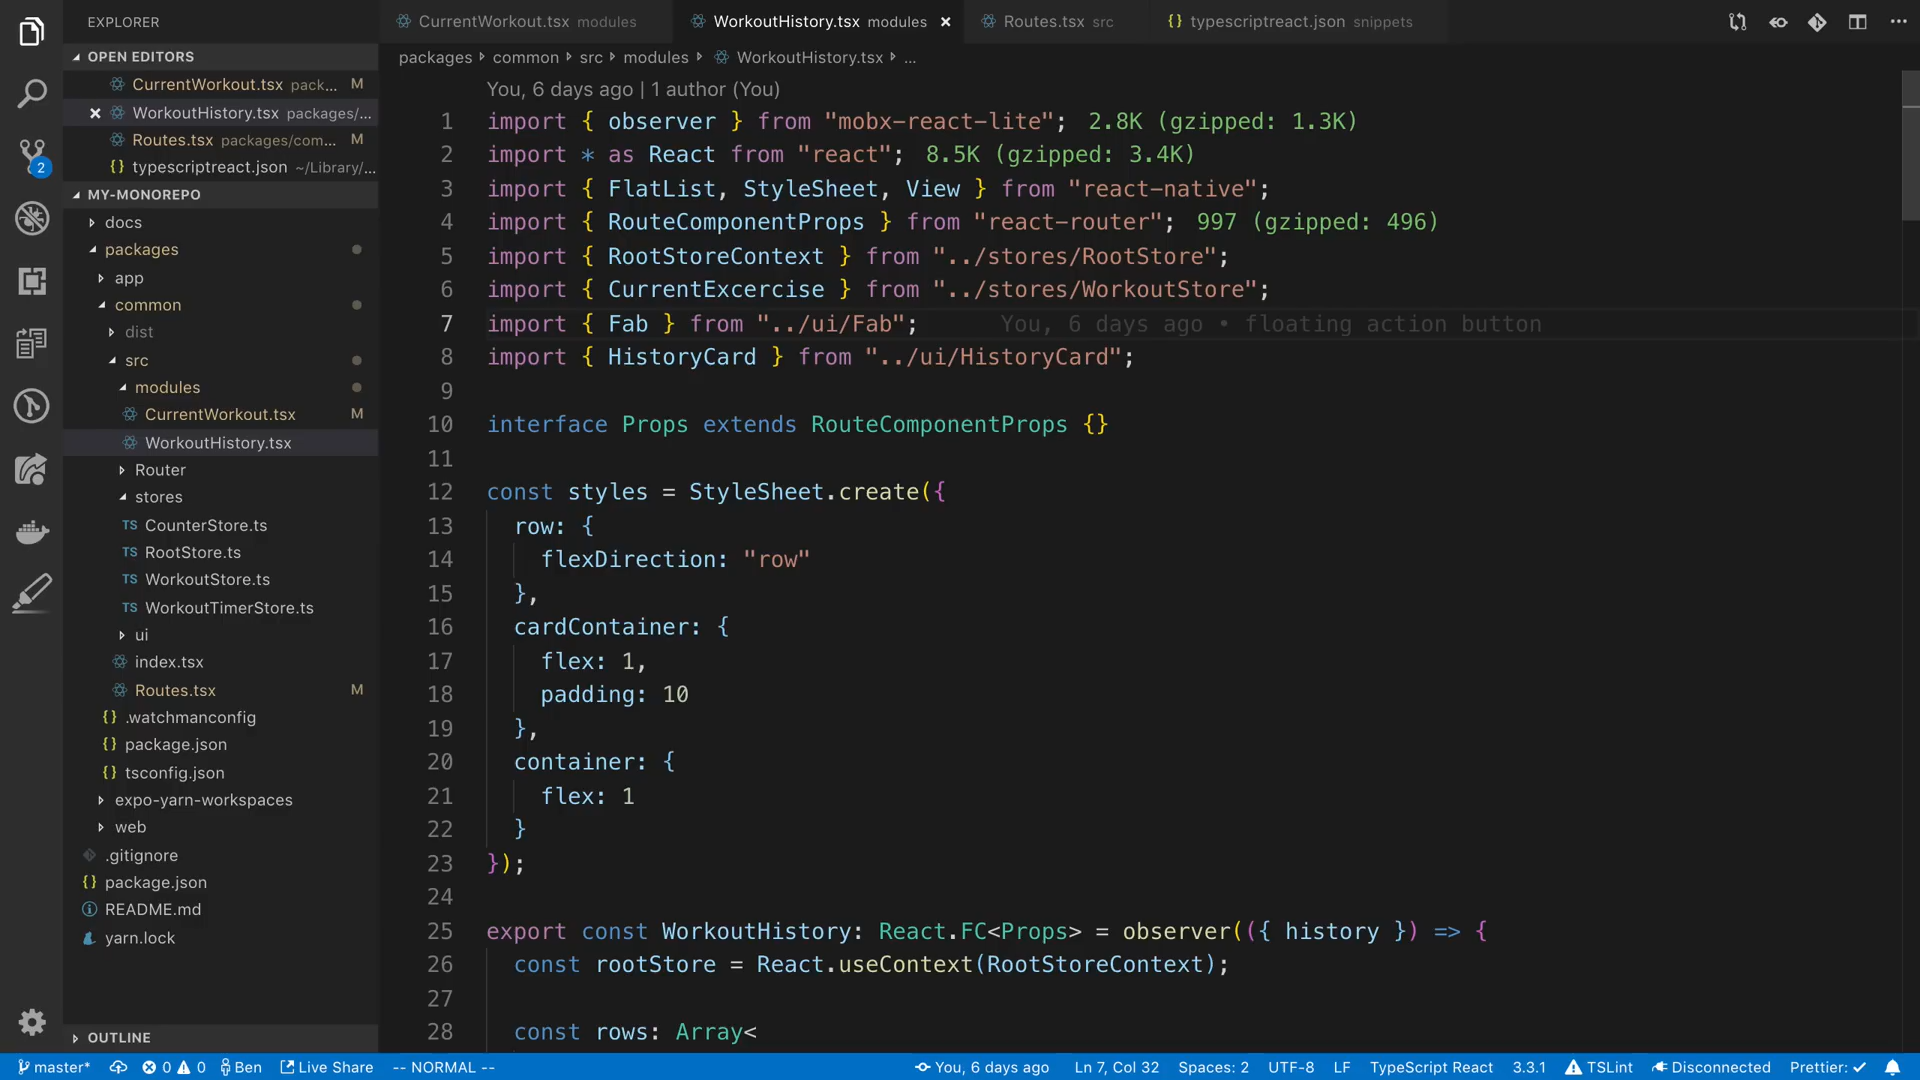 EXPLORER
OPEN EDITORS
CurrentWorkout.tsx pack... M
WorkoutHistory.tsx packages/...
Routes.tsx packages/com... M
typescriptreact.json ~/Library/...
MY-MONOREPO
docs
packages
app
common
dist
src
modules
CurrentWorkout.tsx M
WorkoutHistory.tsx
Router
stores
TS CounterStore.ts
TS RootStore.ts
TS WorkoutStore.ts
TS WorkoutTimerStore.ts
ui
index.tsx
Routes.tsx M
{} .watchmanconfig
{} package.json
{} tsconfig.json
expo-yarn-workspaces
web
.gitignore
{} package.json
README.md
yarn.lock
OUTLINE
2
CurrentWorkout.tsx modules
WorkoutHistory.tsx modules
Routes.tsx src
{} typescriptreact.json snippets
packages common src modules WorkoutHistory.tsx ...
You, 6 days ago | 1 author (You)
1 import { observer } from "mobx-react-lite"; 2.8K (gzipped: 1.3K)
2 import * as React from "react"; 8.5K (gzipped: 3.4K)
3 import { FlatList, StyleSheet, View } from "react-native";
4 import { RouteComponentProps } from "react-router"; 997 (gzipped: 496)
5 import { RootStoreContext } from "../stores/RootStore";
6 import { CurrentExcercise } from "../stores/WorkoutStore";
7 import { Fab } from "../ui/Fab"; You, 6 days ago • floating action button
8 import { HistoryCard } from "../ui/HistoryCard";
9
10 interface Props extends RouteComponentProps {}
11
12 const styles = StyleSheet.create({
13 row: {
14 flexDirection: "row"
15 },
16 cardContainer: {
17 flex: 1,
18 padding: 10
19 },
20 container: {
21 flex: 1
22 }
23 });
24
25 export const WorkoutHistory: React.FC<Props> = observer(({ history }) => {
26 const rootStore = React.useContext(RootStoreContext);
27
28 const rows: Array<
master* 0 0 Ben Live Share -- NORMAL -- You, 6 days ago Ln 7, Col 32 Spaces: 2 UTF-8 LF TypeScript React 3.3.1 TSLint Disconnected Prettier: ✓